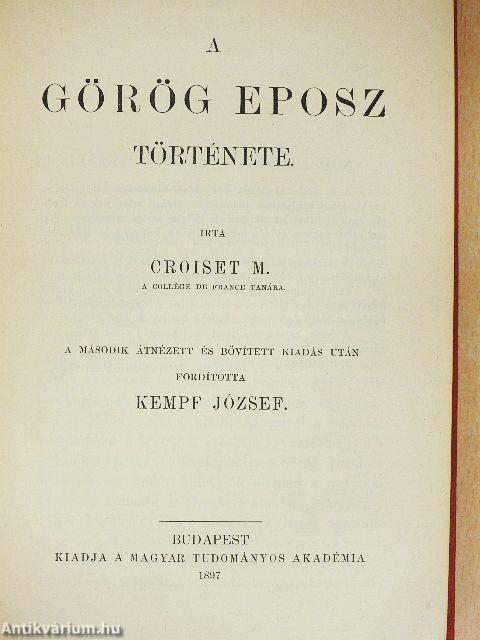 A
GÖRÖG EPOSZ
TÖRTÉNETE.
IRTA
CROISET M.
A COLLÈGE DE FRANCE TANÁRA.
A MÁSODIK ÁTNÉZETT ÉS BŐVÍTETT KIADÁS UTÁN
FORDÍTOTTA
KEMPF JÓZSEF.
BUDAPEST
KIADJA A MAGYAR TUDOMÁNYOS AKADÉMIA
1897
Antikvárium.hu